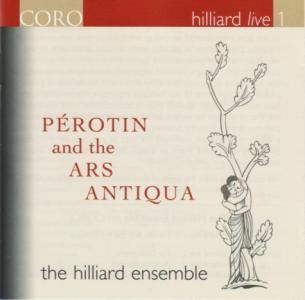 CORO
hilliard live 1
PÉROTIN
and the
ARS
ANTIQUA
the hilliard ensemble